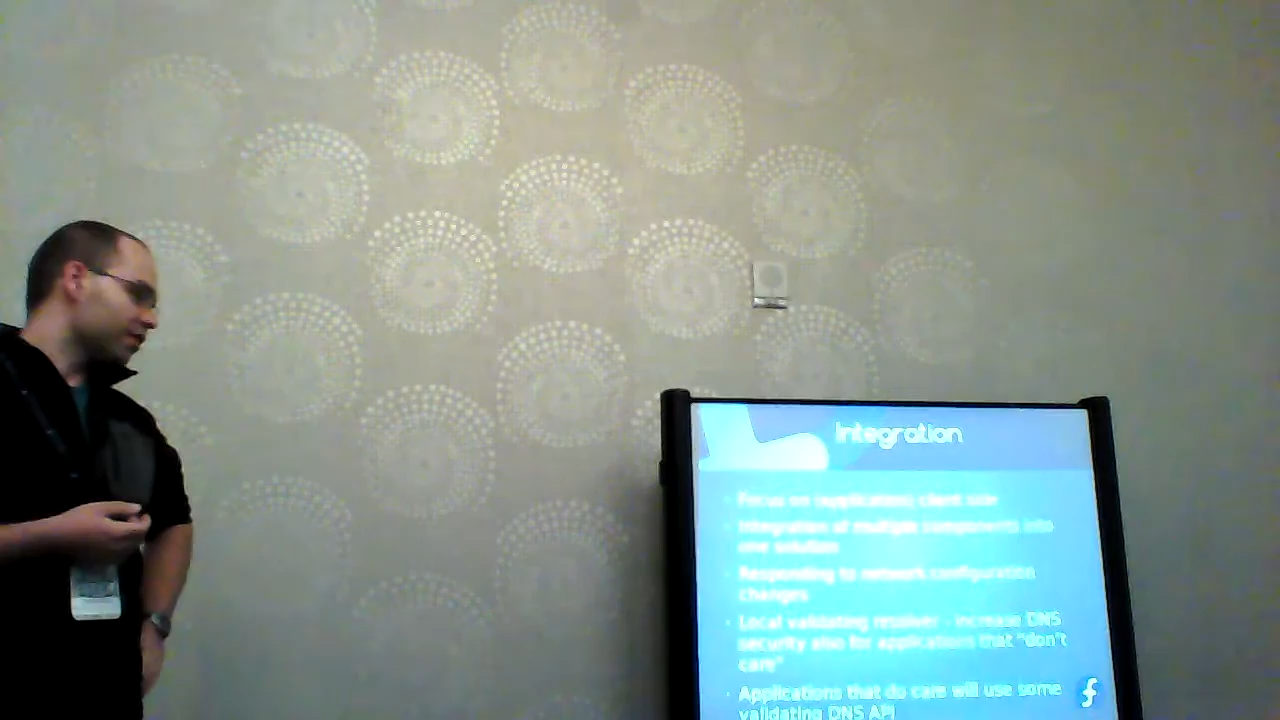 Integration
Focus on (application) client side
Integration of multiple components into
one solution
Responding to network configuration
changes
Local validating resolver - increase DNS
security also for applications that "don't
care"
Applications that do care will use some
validating DNS API